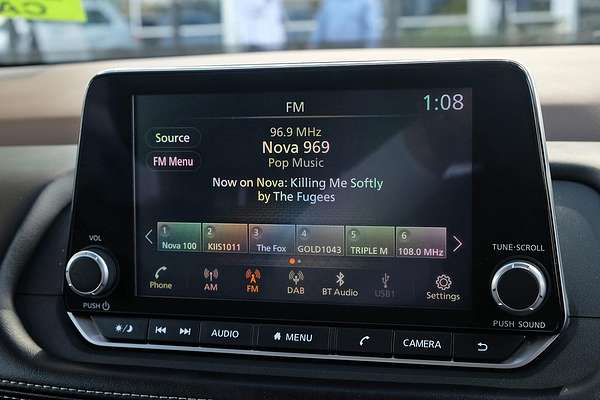 CA
FM
1:08
Source
FM Menu
96.9 MHz
Nova 969
Pop Music
Now on Nova: Killing Me Softly
by The Fugees
1 Nova 100
2 KIIS1011
3 The Fox
4 GOLD1043
5 TRIPLE M
6 108.0 MHz
Phone
AM
FM
DAB
BT Audio
USB1
Settings
VOL
PUSH
TUNE·SCROLL
PUSH SOUND
AUDIO
MENU
CAMERA